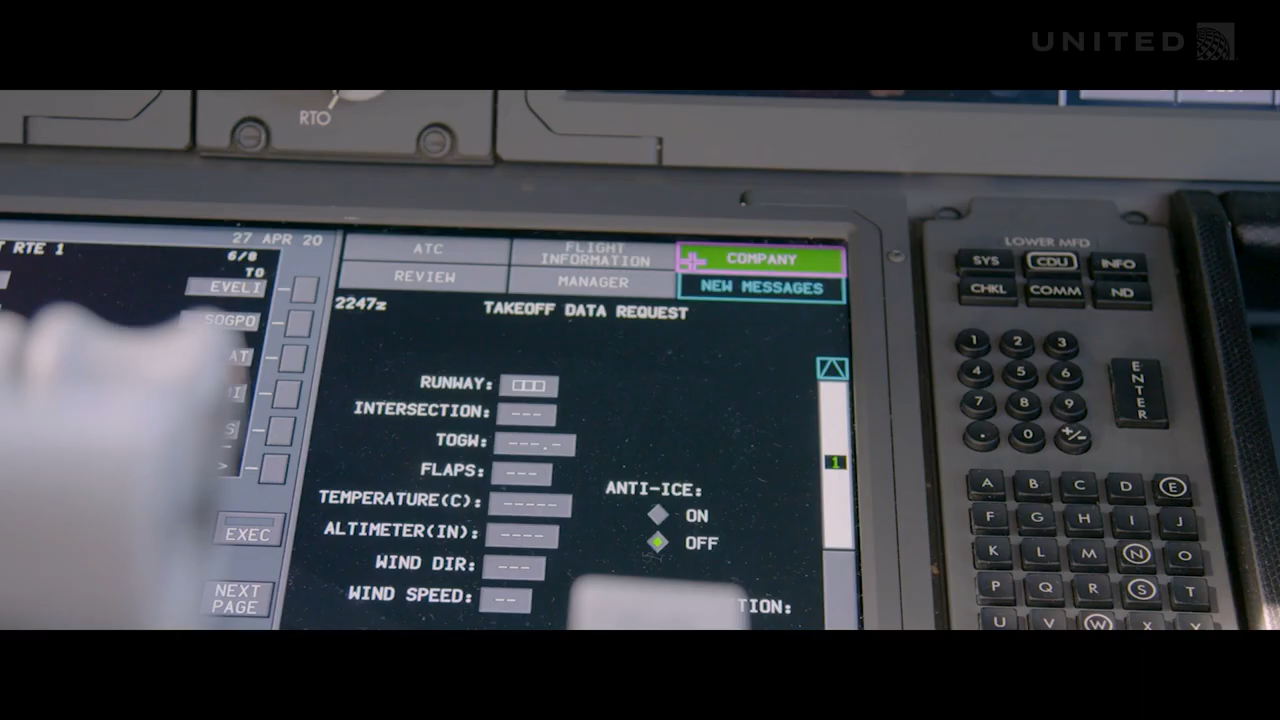 UNITED
RTO
T RTE 1
27 APR 20
6/8
TO
EVELI
SOGPO
AT
EXEC
NEXT
PAGE
ATC
FLIGHT
INFORMATION
COMPANY
REVIEW
MANAGER
NEW MESSAGES
2247z
TAKEOFF DATA REQUEST
RUNWAY: □□□
INTERSECTION: ---
TOGW: ---.-
FLAPS: ---
TEMPERATURE(C): -----
ALTIMETER(IN): ----
WIND DIR: ---
WIND SPEED: --
ANTI-ICE:
ON
OFF
TION:
1
LOWER MFD
SYS CDU INFO
CHKL COMM ND
1 2 3
4 5 6
7 8 9
. 0 +/-
ENTER
A B C D E
F G H I J
K L M N O
P Q R S T
U V W X Y